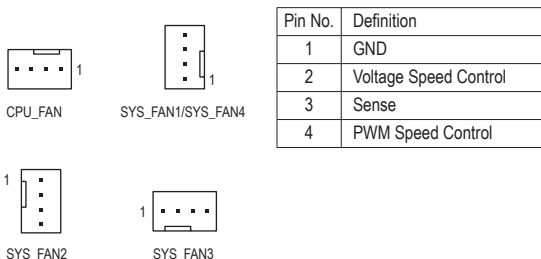 1
CPU_FAN
1
SYS_FAN1/SYS_FAN4
Pin No. Definition
1 GND
2 Voltage Speed Control
3 Sense
4 PWM Speed Control
1
SYS_FAN2
1
SYS_FAN3